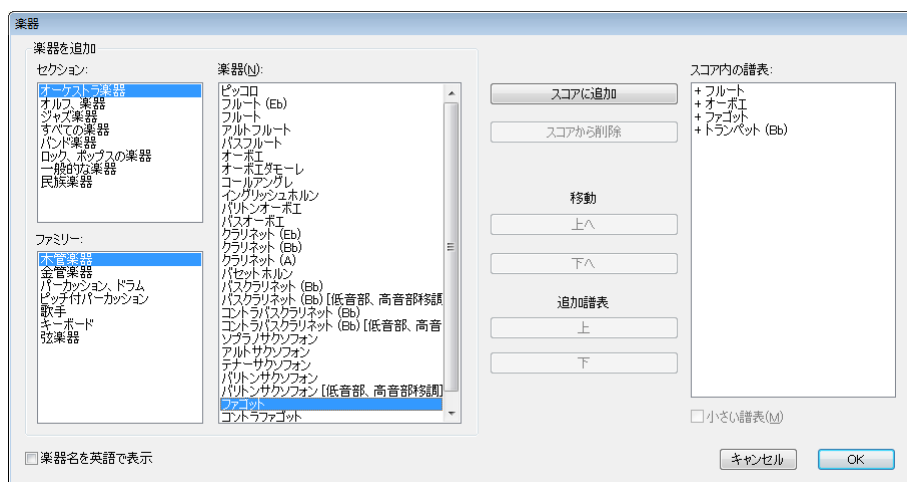 楽器
楽器を追加
セクション:
オーケストラ楽器
オルフ、楽器
ジャズ楽器
すべての楽器
バンド楽器
ロック、ポップスの楽器
一般的な楽器
民族楽器
ファミリー:
木管楽器
金管楽器
パーカッション、ドラム
ピッチ付パーカッション
歌手
キーボード
弦楽器
楽器(N):
ピッコロ
フルート (Eb)
フルート
アルトフルート
バスフルート
オーボエ
オーボエダモーレ
コールアングレ
イングリッシュホルン
バリトンオーボエ
バスオーボエ
クラリネット (Eb)
クラリネット (Bb)
クラリネット (A)
バセットホルン
バスクラリネット (Bb)
バスクラリネット (Bb) [低音部、高音部移調]
コントラバスクラリネット (Bb)
コントラバスクラリネット (Bb) [低音部、高音
ソプラノサクソフォン
アルトサクソフォン
テナーサクソフォン
バリトンサクソフォン
バリトンサクソフォン [低音部、高音部移調]
ファゴット
コントラファゴット
スコアに追加
スコアから削除
移動
上へ
下へ
追加譜表
上
下
スコア内の譜表:
+ フルート
+ オーボエ
+ ファゴット
+ トランペット (Bb)
小さい譜表(M)
楽器名を英語で表示
キャンセル
OK